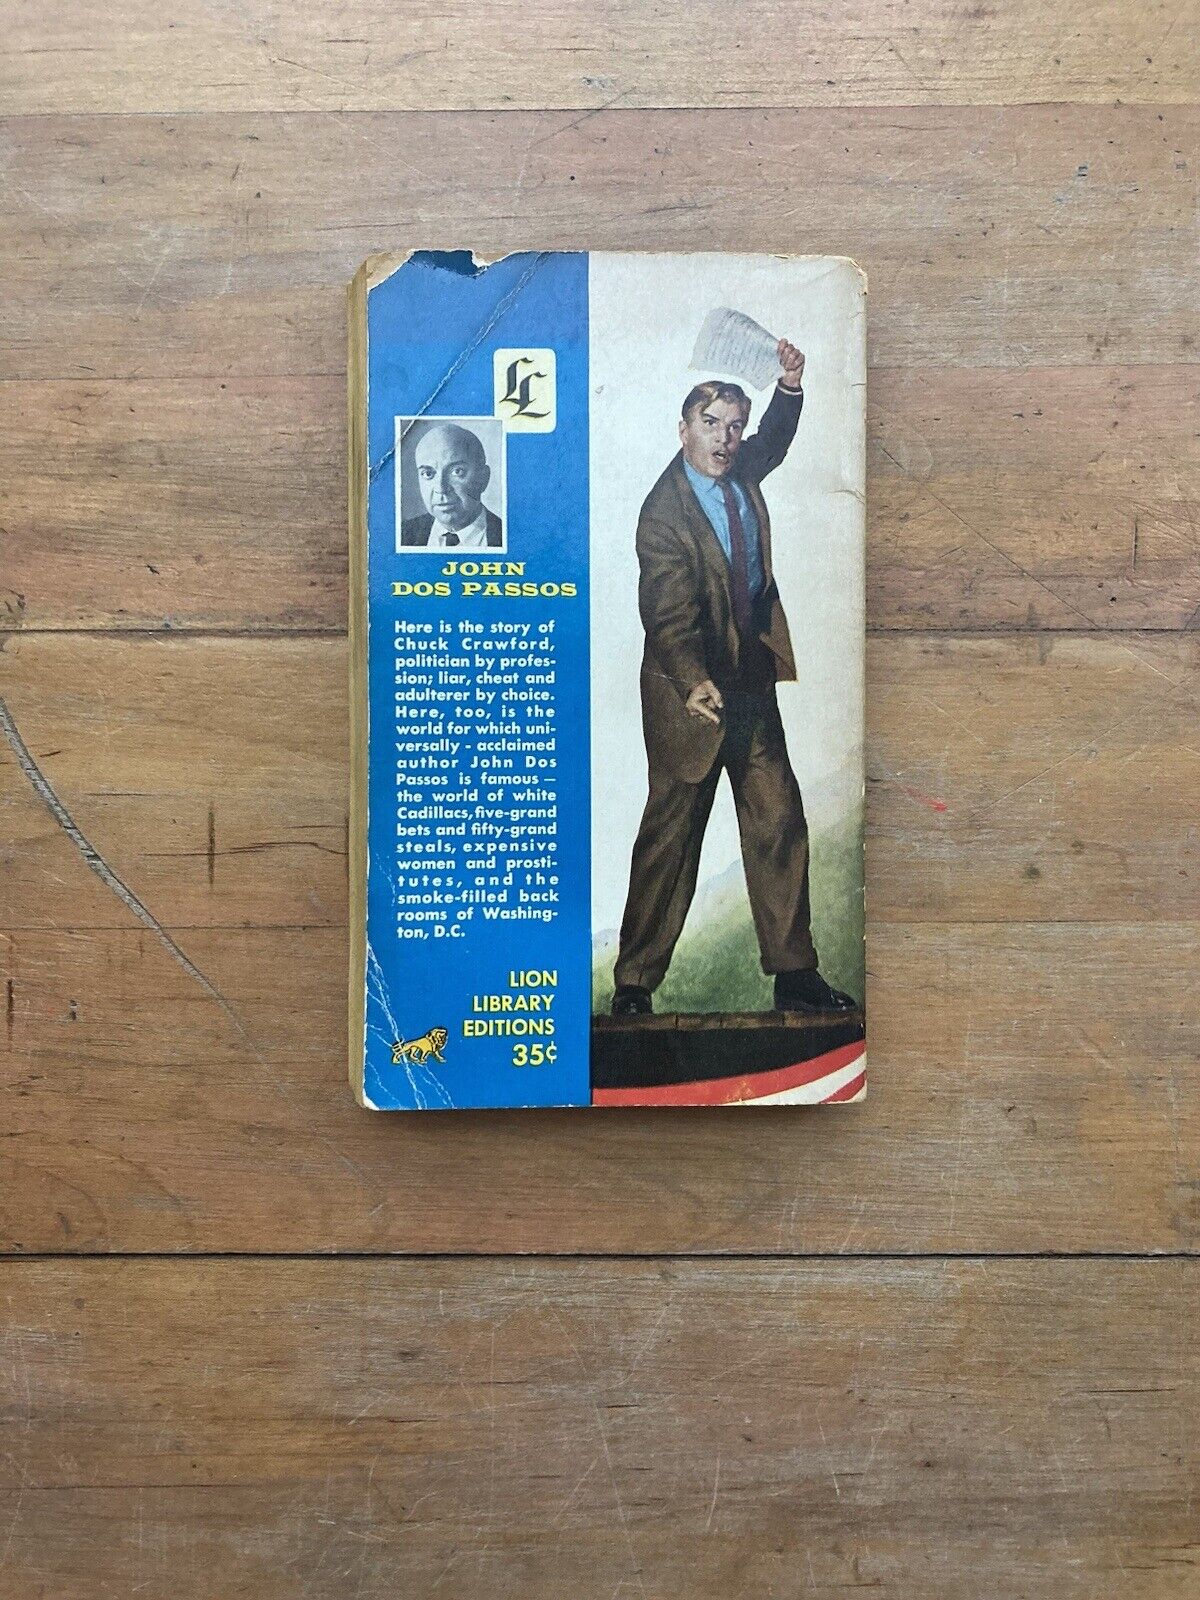 LL
JOHN
DOS PASSOS
Here is the story of
Chuck Crawford,
politician by profes-
sion; liar, cheat and
adulterer by choice.
Here, too, is the
world for which uni-
versally - acclaimed
author John Dos
Passos is famous —
the world of white
Cadillacs, five-grand
bets and fifty-grand
steals, expensive
women and prosti-
tutes, and the
smoke-filled back
rooms of Washing-
ton, D.C.
LION
LIBRARY
EDITIONS
35¢